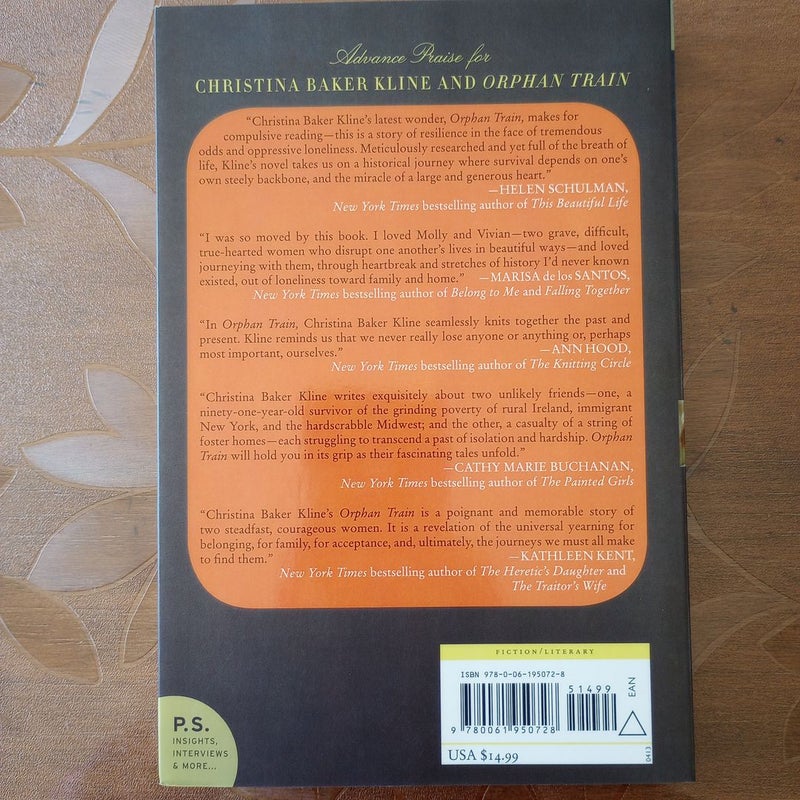 Advance Praise for
CHRISTINA BAKER KLINE AND ORPHAN TRAIN
“Christina Baker Kline’s latest wonder, Orphan Train, makes for
compulsive reading—this is a story of resilience in the face of tremendous
odds and oppressive loneliness. Meticulously researched and yet full of the breath of
life, Kline’s novel takes us on a historical journey where survival depends on one’s
own steely backbone, and the miracle of a large and generous heart.”
—HELEN SCHULMAN,
New York Times bestselling author of This Beautiful Life
“I was so moved by this book. I loved Molly and Vivian—two grave, difficult,
true-hearted women who disrupt one another’s lives in beautiful ways—and loved
journeying with them, through heartbreak and stretches of history I’d never known
existed, out of loneliness toward family and home.” —MARISA de los SANTOS,
New York Times bestselling author of Belong to Me and Falling Together
“In Orphan Train, Christina Baker Kline seamlessly knits together the past and
present. Kline reminds us that we never really lose anyone or anything or, perhaps
most important, ourselves.” —ANN HOOD,
New York Times bestselling author of The Knitting Circle
“Christina Baker Kline writes exquisitely about two unlikely friends—one, a
ninety-one-year-old survivor of the grinding poverty of rural Ireland, immigrant
New York, and the hardscrabble Midwest; and the other, a casualty of a string of
foster homes—each struggling to transcend a past of isolation and hardship. Orphan
Train will hold you in its grip as their fascinating tales unfold.”
—CATHY MARIE BUCHANAN,
New York Times bestselling author of The Painted Girls
“Christina Baker Kline’s Orphan Train is a poignant and memorable story of
two steadfast, courageous women. It is a revelation of the universal yearning for
belonging, for family, for acceptance, and, ultimately, the journeys we must all make
to find them.” —KATHLEEN KENT,
New York Times bestselling author of The Heretic’s Daughter and
The Traitor’s Wife
FICTION/LITERARY
ISBN 978-0-06-195072-8
51499
EAN
9 780061 950728
USA $14.99
0413
P.S.
INSIGHTS,
INTERVIEWS
& MORE...